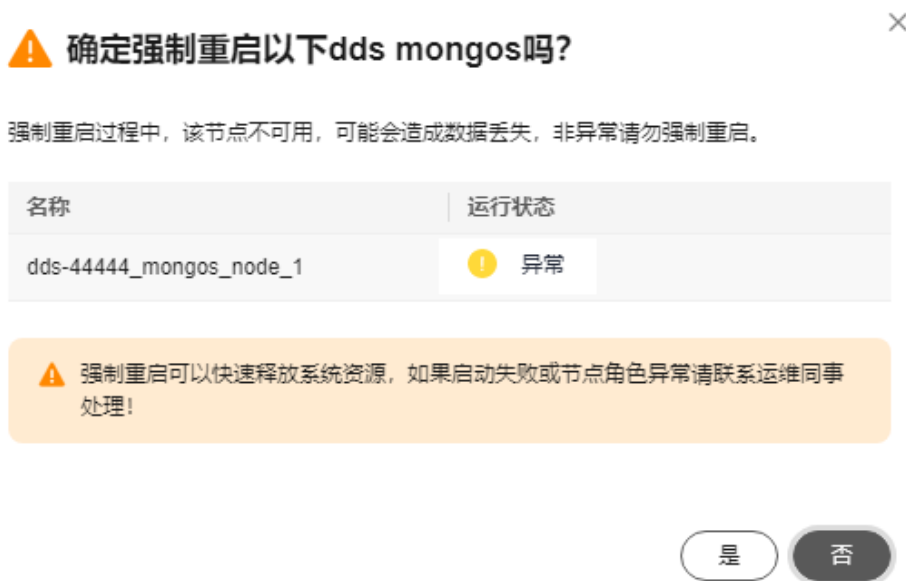 确定强制重启以下dds mongos吗?
强制重启过程中，该节点不可用，可能会造成数据丢失，非异常请勿强制重启。
名称 运行状态
dds-44444_mongos_node_1 异常
强制重启可以快速释放系统资源，如果启动失败或节点角色异常请联系运维同事
处理！
是 否